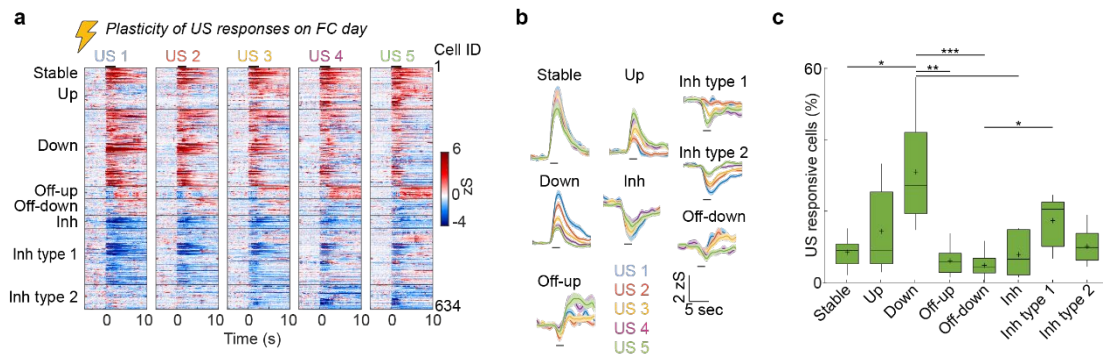 a
Plasticity of US responses on FC day
US 1 US 2 US 3 US 4 US 5
Cell ID
1
Stable
Up
Down
Off-up
Off-down
Inh
Inh type 1
Inh type 2
634
6
0
-4
zS
0 10 0 10 0 10 0 10 0 10
Time (s)
b
Stable
Up
Inh type 1
Inh type 2
Down
Inh
Off-down
Off-up
US 1
US 2
US 3
US 4
US 5
2 zS
5 sec
c
US responsive cells (%)
60
0
*
***
**
*
Stable
Up
Down
Off-up
Off-down
Inh
Inh type 1
Inh type 2